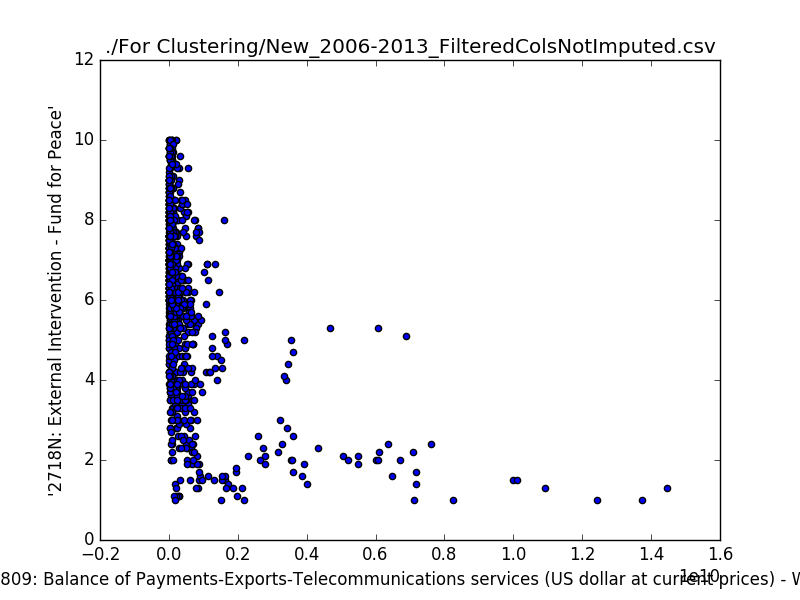 ./For Clustering/New_2006-2013_FilteredColsNotImputed.csv
12
10
8
6
4
2
0
'2718N: External Intervention - Fund for Peace'
−0.2 0.0 0.2 0.4 0.6 0.8 1.0 1.2 1.4 1.6
1e10
809: Balance of Payments-Exports-Telecommunications services (US dollar at current prices) -